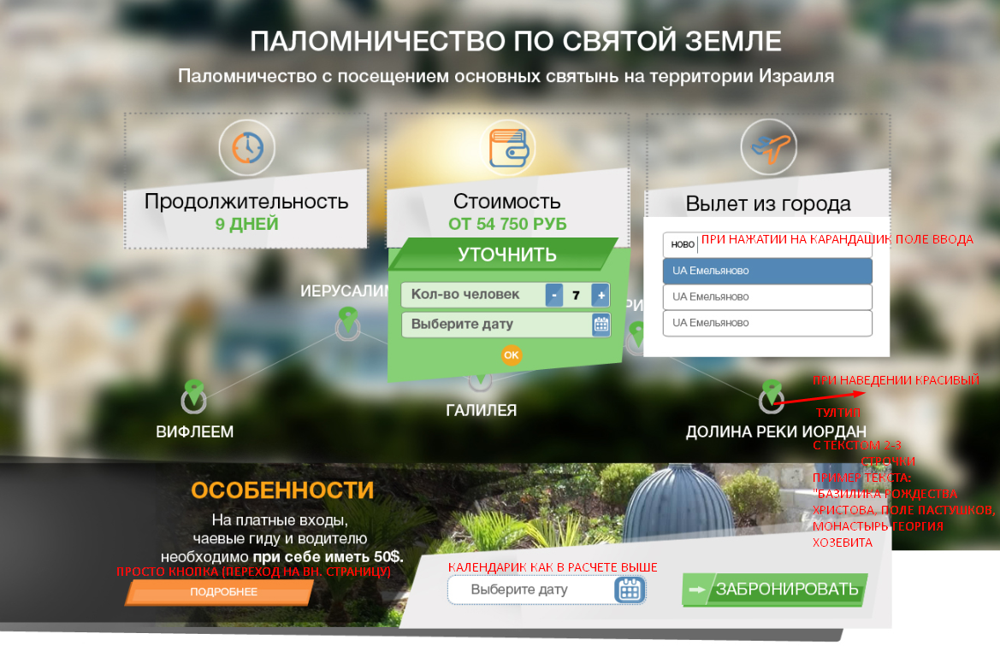 ПАЛОМНИЧЕСТВО ПО СВЯТОЙ ЗЕМЛЕ
Паломничество с посещением основных святынь на территории Израиля
Продолжительность
9 ДНЕЙ
Стоимость
ОТ 54 750 РУБ
УТОЧНИТЬ
Кол-во человек - 7 +
Выберите дату
OK
Вылет из города
ново ПРИ НАЖАТИИ НА КАРАНДАШИК ПОЛЕ ВВОДА
UA Емельяново
UA Емельяново
UA Емельяново
ИЕРУСАЛИМ
РИ
ВИФЛЕЕМ
ГАЛИЛЕЯ
ДОЛИНА РЕКИ ИОРДАН
ПРИ НАВЕДЕНИИ КРАСИВЫЙ
ТУЛТИП
С ТЕКСТОМ 2-3
СТРОЧКИ
ПРИМЕР ТЕКСТА:
"БАЗИЛИКА РОЖДЕСТВА
ХРИСТОВА, ПОЛЕ ПАСТУШКОВ,
МОНАСТЫРЬ ГЕОРГИЯ
ХОЗЕВИТА
ОСОБЕННОСТИ
На платные входы,
чаевые гиду и водителю
необходимо при себе иметь 50$.
ПРОСТО КНОПКА (ПЕРЕХОД НА ВН. СТРАНИЦУ)
ПОДРОБНЕЕ
КАЛЕНДАРИК КАК В РАСЧЕТЕ ВЫШЕ
Выберите дату
ЗАБРОНИРОВАТЬ